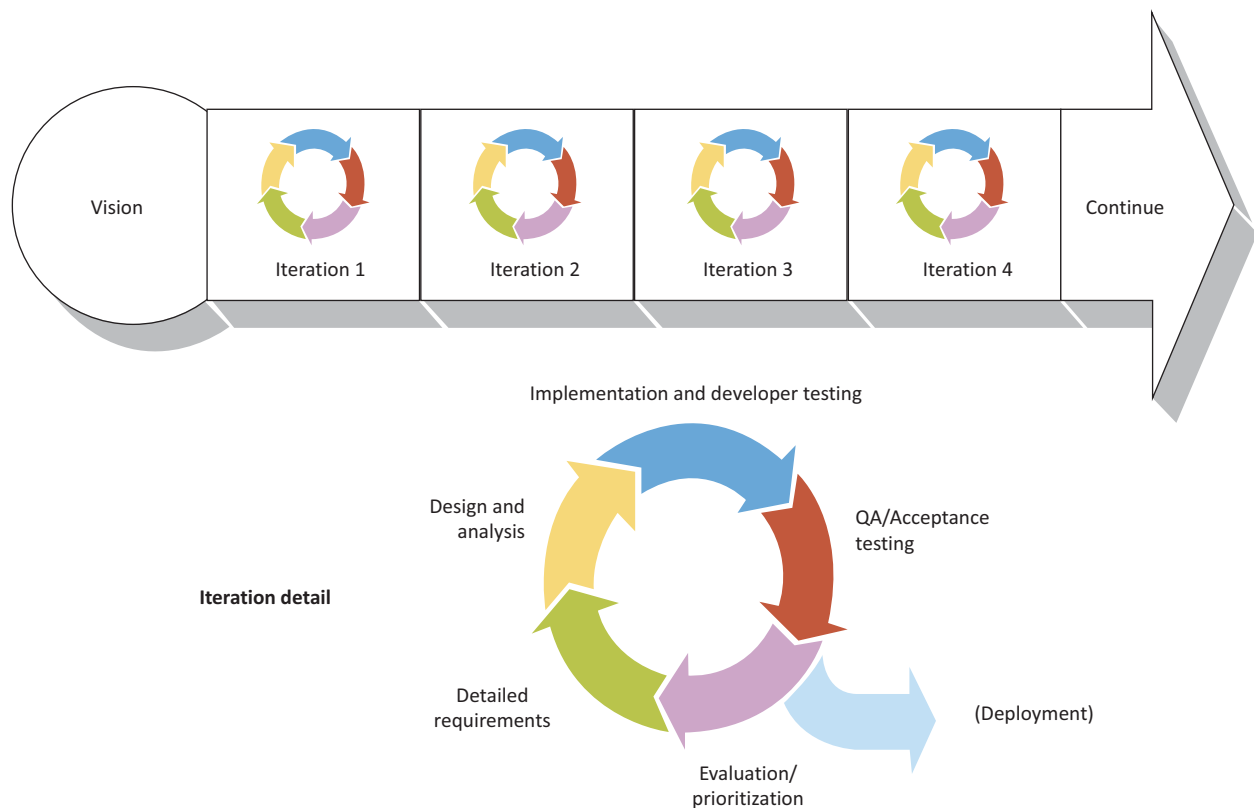 Vision
Iteration 1
Iteration 2
Iteration 3
Iteration 4
Continue
Implementation and developer testing
Design and
analysis
QA/Acceptance
testing
Iteration detail
Detailed
requirements
(Deployment)
Evaluation/
prioritization